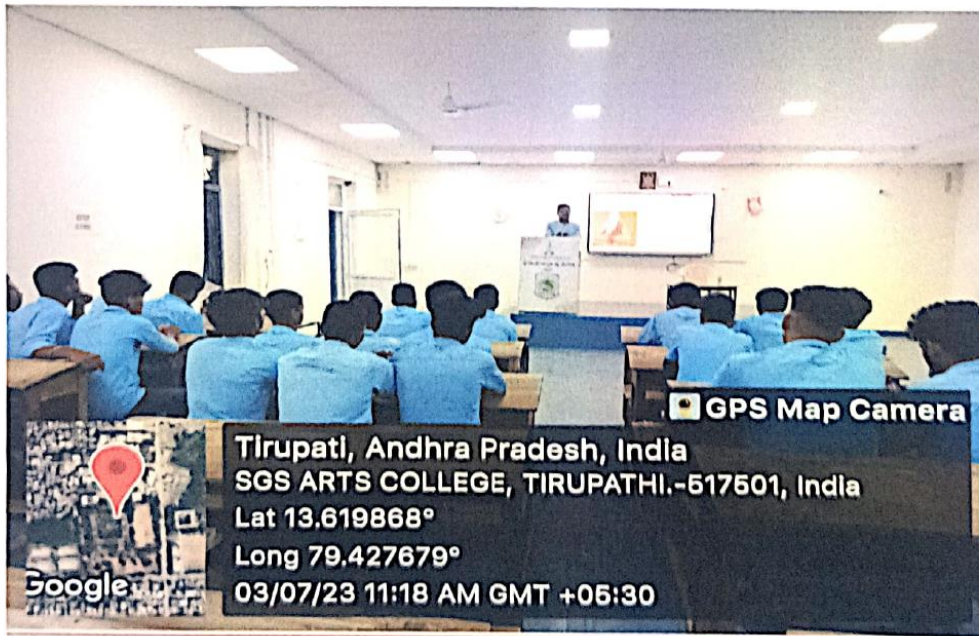 GPS Map Camera
Tirupati, Andhra Pradesh, India
SGS ARTS COLLEGE, TIRUPATHI.-517501, India
Lat 13.619868°
Long 79.427679°
03/07/23 11:18 AM GMT +05:30
Google